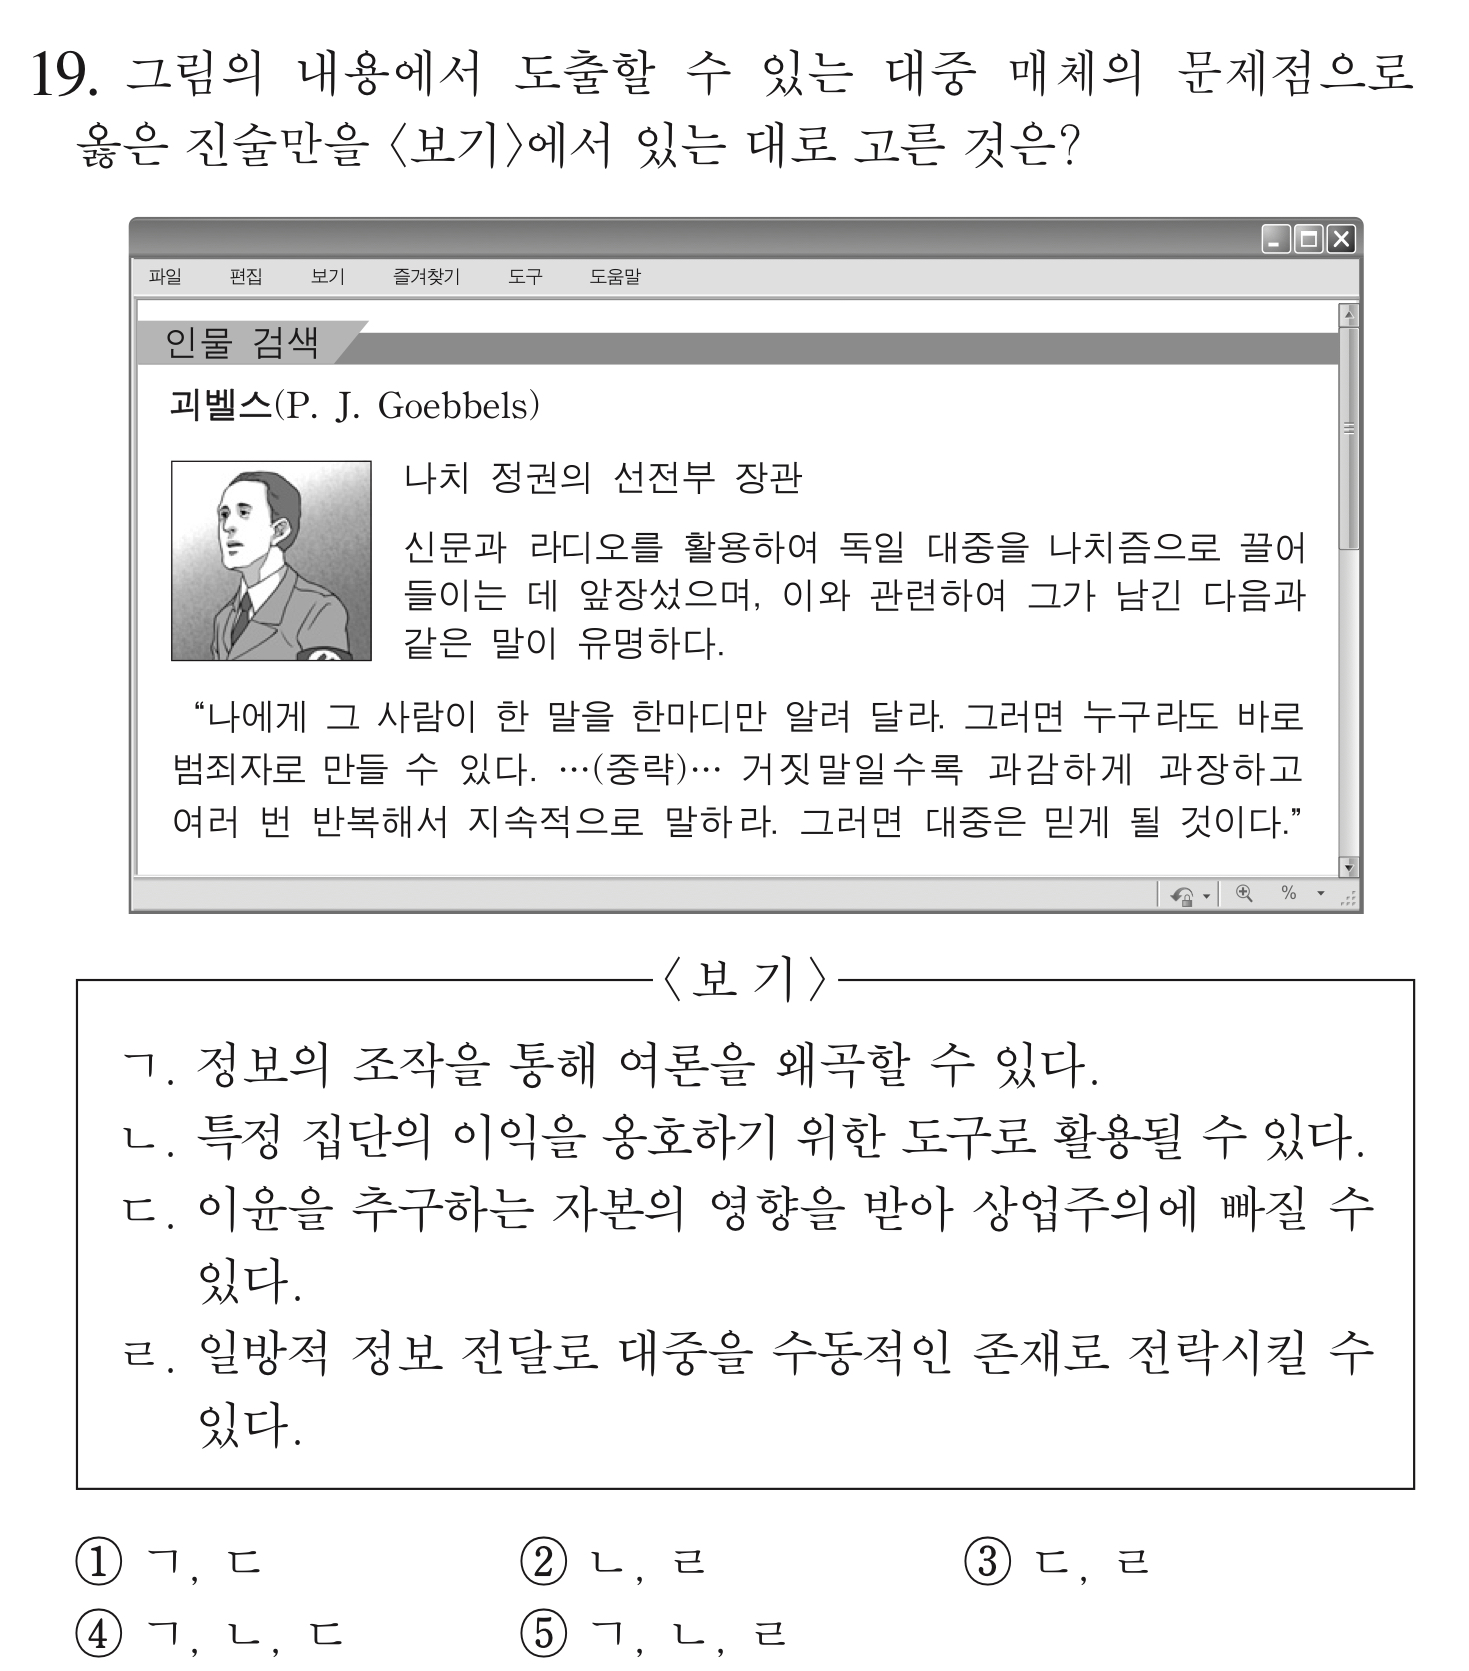 19. 그림의 내용에서 도출할 수 있는 대중 매체의 문제점으로
옳은 진술만을 〈보기〉에서 있는 대로 고른 것은?
파일 편집 보기 즐겨찾기 도구 도움말
인물 검색
괴벨스(P. J. Goebbels)
나치 정권의 선전부 장관
신문과 라디오를 활용하여 독일 대중을 나치즘으로 끌어
들이는 데 앞장섰으며, 이와 관련하여 그가 남긴 다음과
같은 말이 유명하다.
“나에게 그 사람이 한 말을 한마디만 알려 달라. 그러면 누구라도 바로
범죄자로 만들 수 있다. …(중략)… 거짓말일수록 과감하게 과장하고
여러 번 반복해서 지속적으로 말하라. 그러면 대중은 믿게 될 것이다.”
%
〈보기〉
ㄱ. 정보의 조작을 통해 여론을 왜곡할 수 있다.
ㄴ. 특정 집단의 이익을 옹호하기 위한 도구로 활용될 수 있다.
ㄷ. 이윤을 추구하는 자본의 영향을 받아 상업주의에 빠질 수
있다.
ㄹ. 일방적 정보 전달로 대중을 수동적인 존재로 전락시킬 수
있다.
① ㄱ, ㄷ ② ㄴ, ㄹ ③ ㄷ, ㄹ
④ ㄱ, ㄴ, ㄷ ⑤ ㄱ, ㄴ, ㄹ